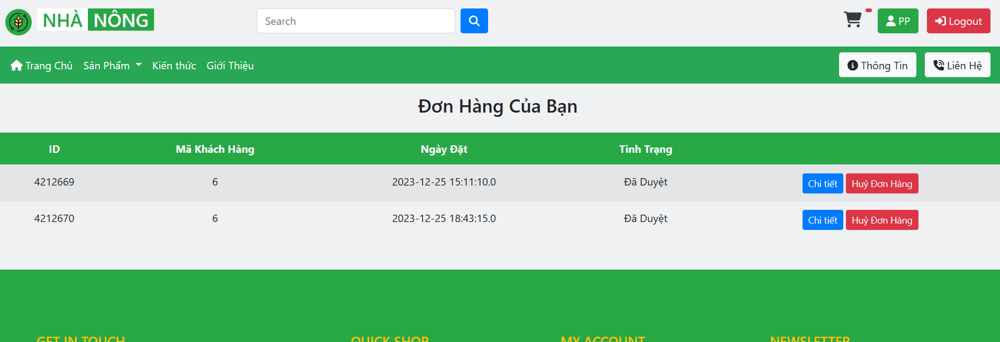 NHÀ NÔNG
Search
PP
Logout
Trang Chủ
Sản Phẩm
Kiến thức
Giới Thiệu
Thông Tin
Liên Hệ
Đơn Hàng Của Bạn
ID Mã Khách Hàng Ngày Đặt Tình Trạng
4212669 6 2023-12-25 15:11:10.0 Đã Duyệt Chi tiết Huỷ Đơn Hàng
4212670 6 2023-12-25 18:43:15.0 Đã Duyệt Chi tiết Huỷ Đơn Hàng
GET IN TOUCH QUICK SHOP MY ACCOUNT NEWSLETTER